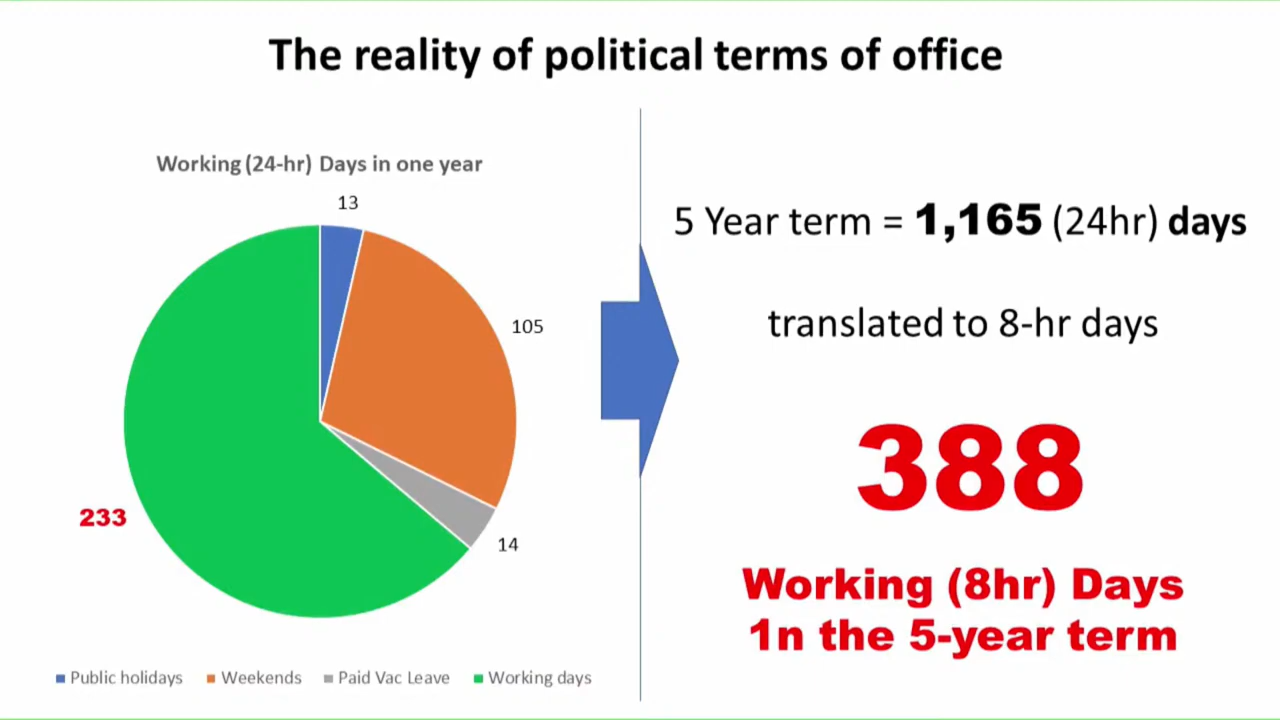 The reality of political terms of office
Working (24-hr) Days in one year
13
105
14
233
Public holidays
Weekends
Paid Vac Leave
Working days
5 Year term = 1,165 (24hr) days
translated to 8-hr days
388
Working (8hr) Days
1n the 5-year term